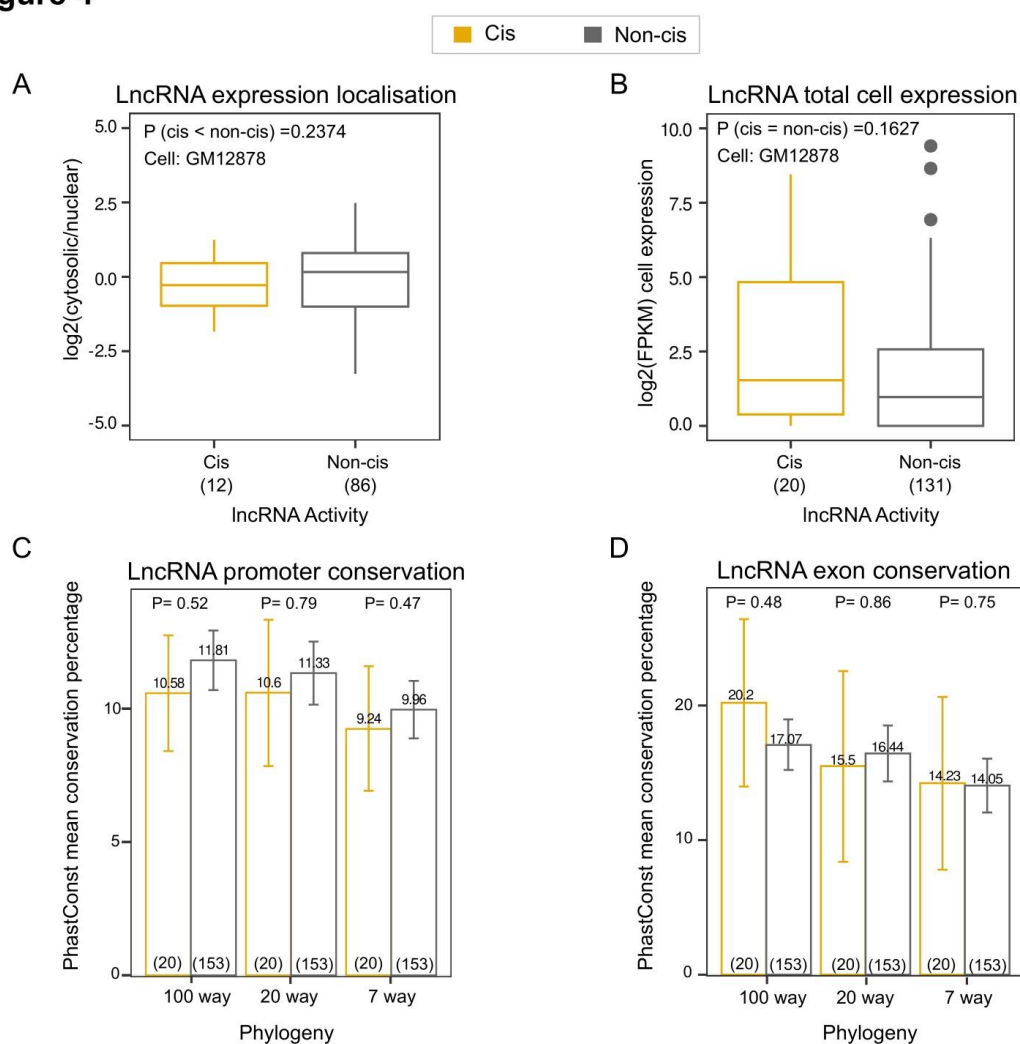 Cis
Non-cis
A
LncRNA expression localisation
P (cis < non-cis) =0.2374
Cell: GM12878
log2(cytosolic/nuclear)
5.0
2.5
0.0
-2.5
-5.0
Cis
(12)
Non-cis
(86)
lncRNA Activity
B
LncRNA total cell expression
P (cis = non-cis) =0.1627
Cell: GM12878
log2(FPKM) cell expression
10.0
7.5
5.0
2.5
0.0
Cis
(20)
Non-cis
(131)
lncRNA Activity
C
LncRNA promoter conservation
P= 0.52
P= 0.79
P= 0.47
PhastConst mean conservation percentage
10
5
0
10.58
11.81
10.6
11.33
9.24
9.96
(20)
(153)
(20)
(153)
(20)
(153)
100 way
20 way
7 way
Phylogeny
D
LncRNA exon conservation
P= 0.48
P= 0.86
P= 0.75
PhastConst mean conservation percentage
20
10
0
20.2
17.07
15.5
16.44
14.23
14.05
(20)
(153)
(20)
(153)
(20)
(153)
100 way
20 way
7 way
Phylogeny